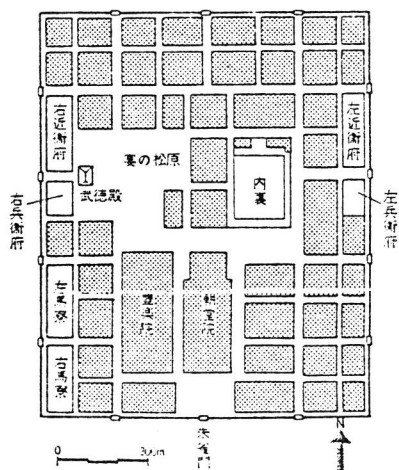 右近衛府
左近衛府
宴の松原
武徳殿
内裏
右兵衛府
左兵衛府
左馬寮
豊楽院
朝堂院
右馬寮
朱雀門
0 300m
N